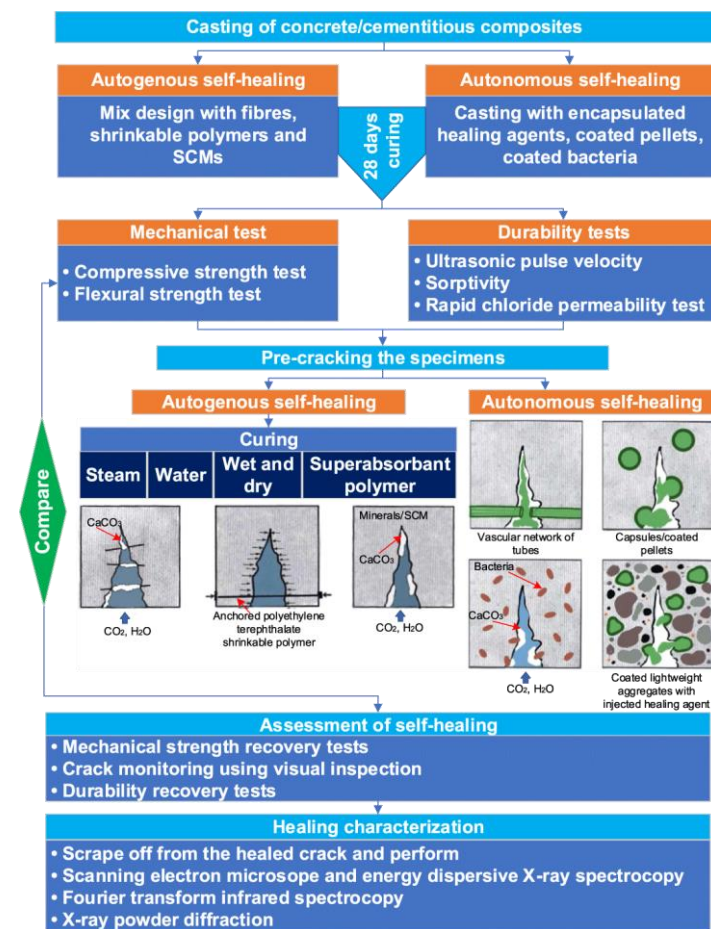 Casting of concrete/cementitious composites
Autogenous self-healing
Mix design with fibres,
shrinkable polymers and
SCMs
28 days
curing
Autonomous self-healing
Casting with encapsulated
healing agents, coated pellets,
coated bacteria
Mechanical test
• Compressive strength test
• Flexural strength test
Durability tests
• Ultrasonic pulse velocity
• Sorptivity
• Rapid chloride permeability test
Pre-cracking the specimens
Autogenous self-healing
Curing
Steam
Water
Wet and
dry
Superabsorbant
polymer
CaCO₃
CO₂, H₂O
Anchored polyethylene
terephthalate
shrinkable polymer
Minerals/SCM
CaCO₃
CO₂, H₂O
Autonomous self-healing
Vascular network of
tubes
Capsules/coated
pellets
Bacteria
CaCO₃
CO₂, H₂O
Coated lightweight
aggregates with
injected healing
agent
Compare
Assessment of self-healing
• Mechanical strength recovery tests
• Crack monitoring using visual inspection
• Durability recovery tests
Healing characterization
• Scrape off from the healed crack and perform
• Scanning electron microsope and energy dispersive X-ray spectrocopy
• Fourier transform infrared spectrocopy
• X-ray powder diffraction